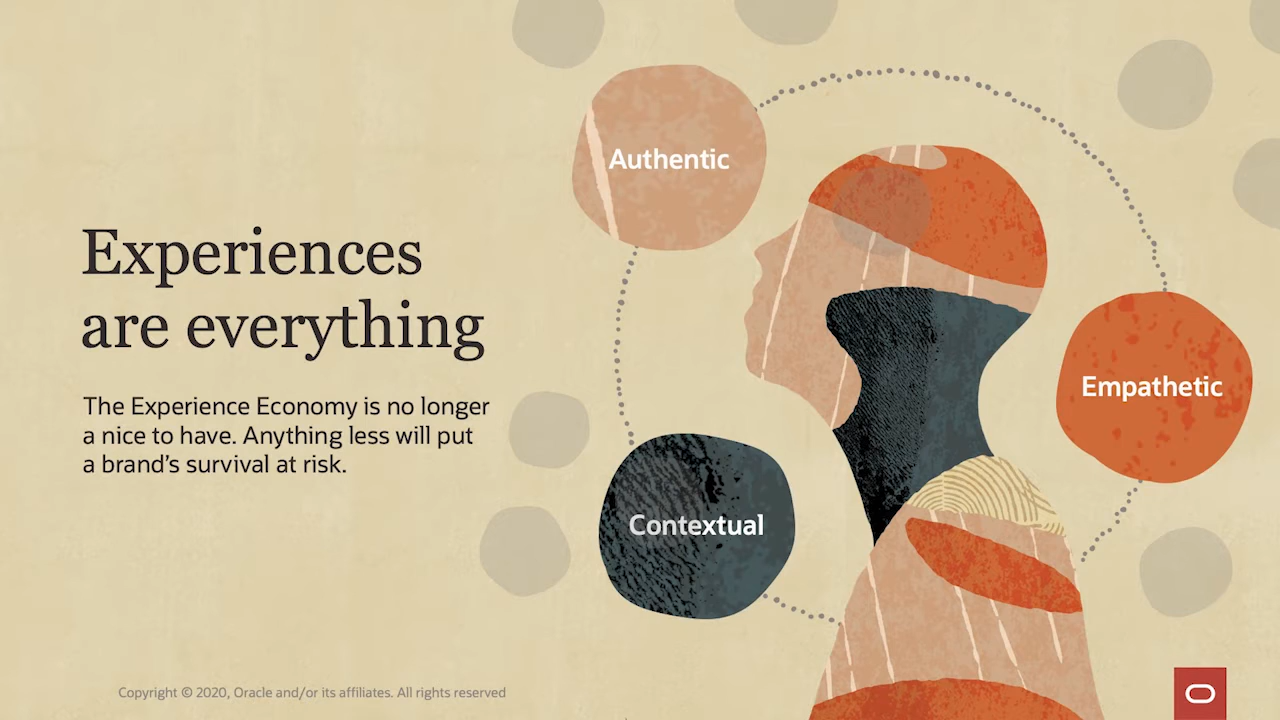 Experiences
are everything
The Experience Economy is no longer
a nice to have. Anything less will put
a brand’s survival at risk.
Authentic
Empathetic
Contextual
Copyright © 2020, Oracle and/or its affiliates. All rights reserved